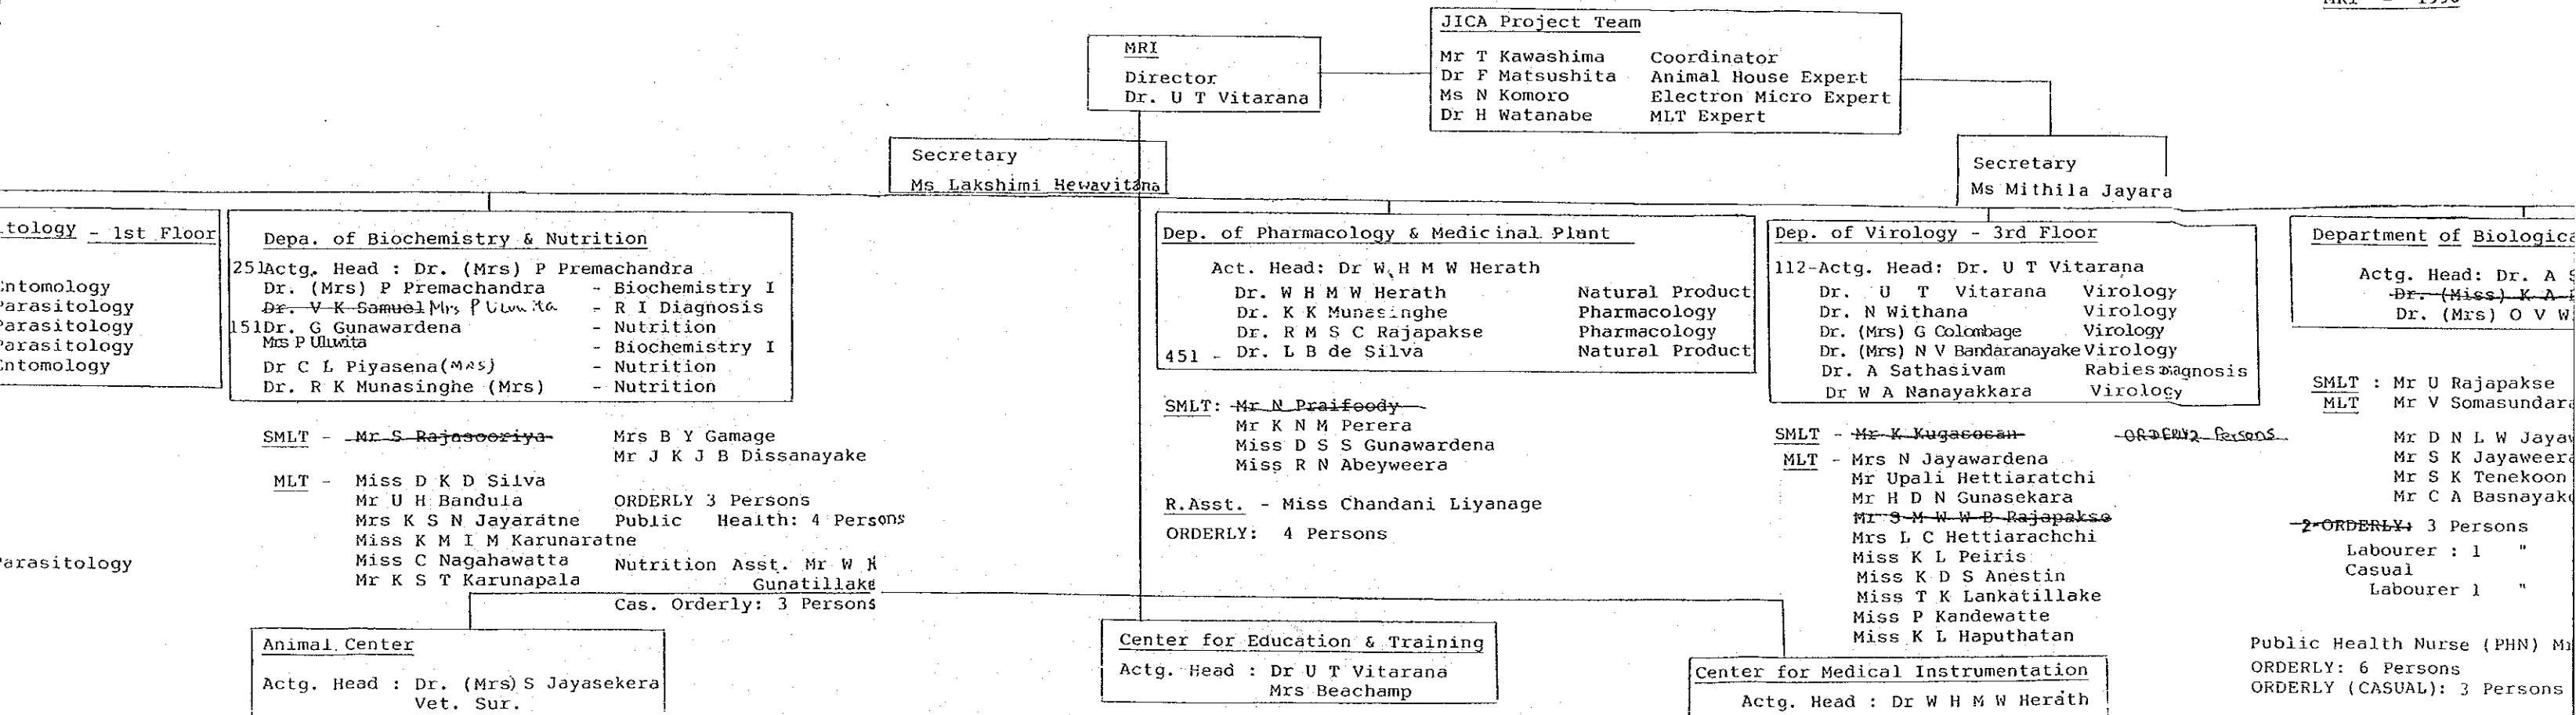 MRI - 1990
JICA Project Team
Mr T Kawashima Coordinator
Dr F Matsushita Animal House Expert
Ms N Komoro Electron Micro Expert
Dr H Watanabe MLT Expert
MRI
Director
Dr. U T Vitarana
Secretary
Ms Lakshimi Hewavitana
Secretary
Ms Mithila Jayara
tology - 1st Floor
ntomology
arasitology
arasitology
arasitology
ntomology
arasitology
Depa. of Biochemistry & Nutrition
251Actg. Head : Dr. (Mrs) P Premachandra
Dr. (Mrs) P Premachandra - Biochemistry I
Dr. V K Samuel Mrs P Uluwita - R I Diagnosis
151Dr. G Gunawardena - Nutrition
Mrs P Uluwita - Biochemistry I
Dr C L Piyasena(MRS) - Nutrition
Dr. R K Munasinghe (Mrs) - Nutrition
SMLT - Mr S Rajasooriya Mrs B Y Gamage
Mr J K J B Dissanayake
MLT - Miss D K D Silva
Mr U H Bandula ORDERLY 3 Persons
Mrs K S N Jayaratne Public Health: 4 Persons
Miss K M I M Karunaratne
Miss C Nagahawatta Nutrition Asst. Mr W
Mr K S T Karunapala Gunatillake
Cas. Orderly: 3 Persons
Dep. of Pharmacology & Medicinal Plant
Act. Head: Dr W H M W Herath
Dr. W H M W Herath Natural Product
Dr. K K Munasinghe Pharmacology
Dr. R M S C Rajapakse Pharmacology
451 - Dr. L B de Silva Natural Product
SMLT: Mr N Praifoody
Mr K N M Perera
Miss D S S Gunawardena
Miss R N Abeyweera
R.Asst. - Miss Chandani Liyanage
ORDERLY: 4 Persons
Dep. of Virology - 3rd Floor
112-Actg. Head: Dr. U T Vitarana
Dr. U T Vitarana Virology
Dr. N Withana Virology
Dr. (Mrs) G Colombage Virology
Dr. (Mrs) N V Bandaranayake Virology
Dr. A Sathasivam Rabies Diagnosis
Dr W A Nanayakkara Virology
SMLT - Mr K Kugasosan ORDERLY 2 Persons
MLT - Mrs N Jayawardena
Mr Upali Hettiaratchi
Mr H D N Gunasekara
Mr S M W W B Rajapakse
Mrs L C Hettiarachchi
Miss K L Peiris
Miss K D S Anestin
Miss T K Lankatillake
Miss P Kandewatte
Miss K L Haputhatan
Department of Biologica
Actg. Head: Dr. A S
Dr. (Miss) K A
Dr. (Mrs) O V W
SMLT : Mr U Rajapakse
MLT Mr V Somasundara
Mr D N L W Jayaw
Mr S K Jayaweera
Mr S K Tenekoon
Mr C A Basnayak
2 ORDERLY: 3 Persons
Labourer : 1 "
Casual
Labourer 1 "
Public Health Nurse (PHN) M
ORDERLY: 6 Persons
ORDERLY (CASUAL): 3 Persons
Animal Center
Actg. Head : Dr. (Mrs) S Jayasekera
Vet. Sur.
Center for Education & Training
Actg. Head : Dr U T Vitarana
Mrs Beachamp
Center for Medical Instrumentation
Actg. Head : Dr W H M W Herath